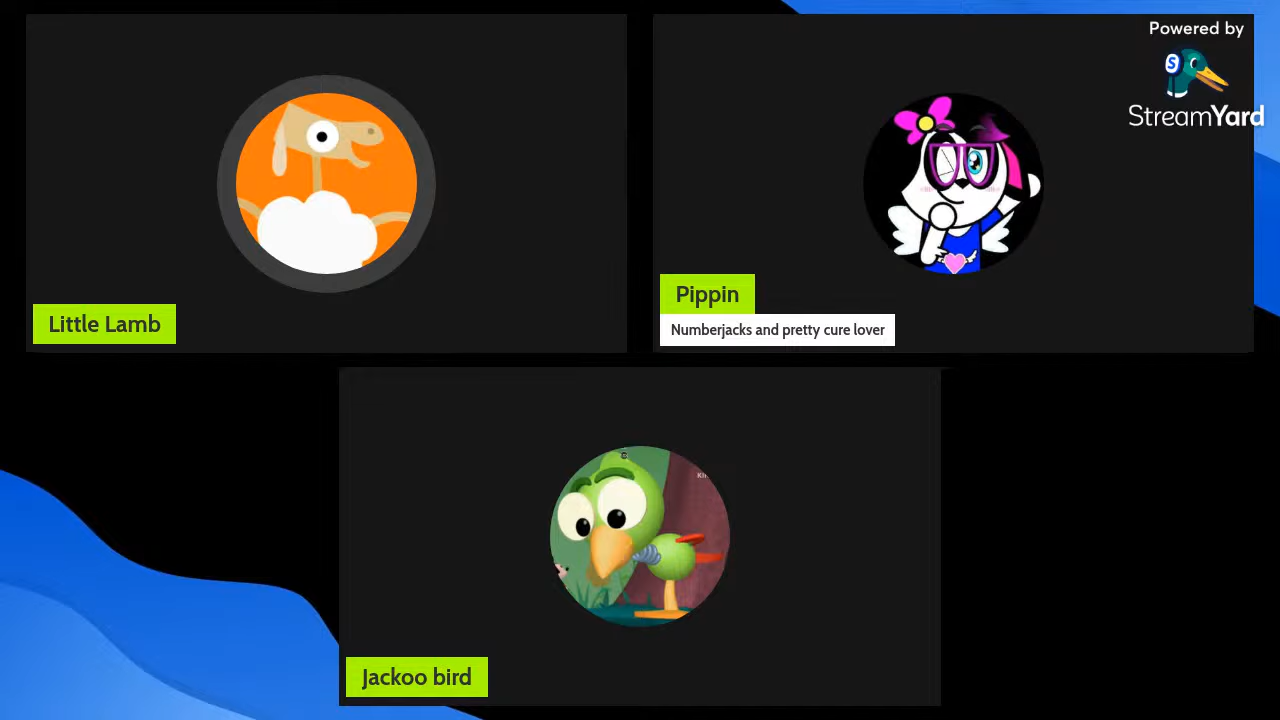 Powered by
S
StreamYard
Little Lamb
Pippin
Numberjacks and pretty cure lover
Jackoo bird